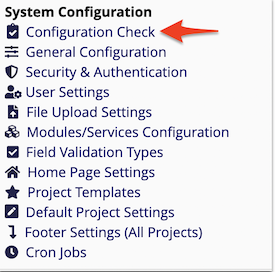 System Configuration
Configuration Check
General Configuration
Security & Authentication
User Settings
File Upload Settings
Modules/Services Configuration
Field Validation Types
Home Page Settings
Project Templates
Default Project Settings
Footer Settings (All Projects)
Cron Jobs